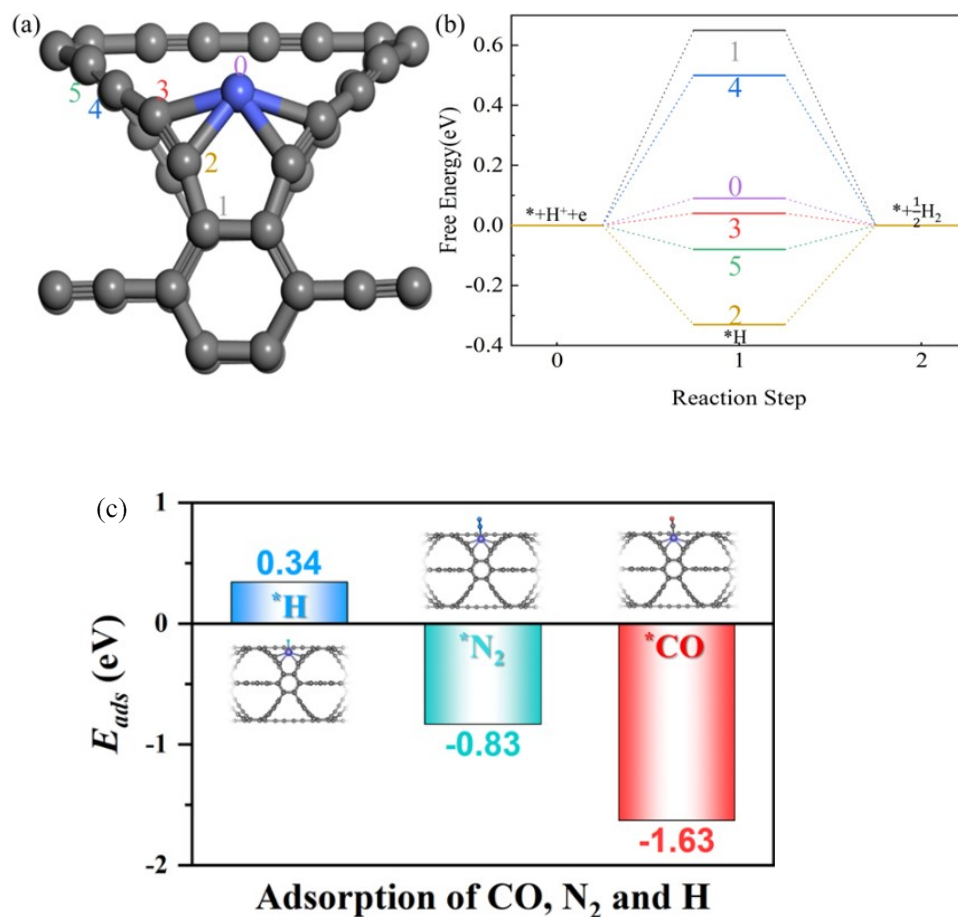 (a)
0
5
3
4
2
1
(b)
Free Energy(eV)
0.6
0.4
0.2
0.0
-0.2
-0.4
1
4
0
3
5
2
*+H⁺+e
*+½H₂
*H
0
1
2
Reaction Step
(c)
E_ads (eV)
1
0
-1
-2
0.34
*H
*N₂
-0.83
*CO
-1.63
Adsorption of CO, N₂ and H